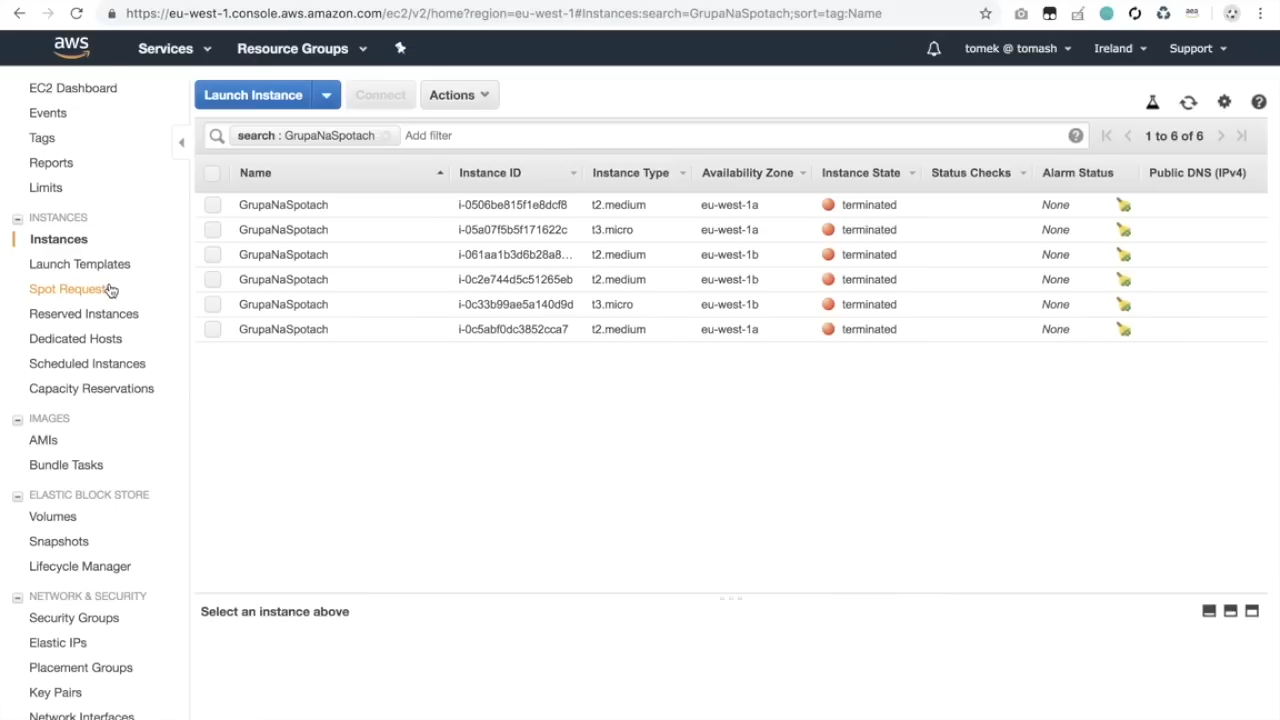 https://eu-west-1.console.aws.amazon.com/ec2/v2/home?region=eu-west-1#Instances:search=GrupaNaSpotach;sort=tag:Name
aws Services Resource Groups tomek @ tomash Ireland Support
EC2 Dashboard
Events
Tags
Reports
Limits
INSTANCES
Instances
Launch Templates
Spot Request
Reserved Instances
Dedicated Hosts
Scheduled Instances
Capacity Reservations
IMAGES
AMIs
Bundle Tasks
ELASTIC BLOCK STORE
Volumes
Snapshots
Lifecycle Manager
NETWORK & SECURITY
Security Groups
Elastic IPs
Placement Groups
Key Pairs
Network Interfaces
Launch Instance Connect Actions
search : GrupaNaSpotach Add filter 1 to 6 of 6
Name Instance ID Instance Type Availability Zone Instance State Status Checks Alarm Status Public DNS (IPv4)
GrupaNaSpotach i-0506be815f1e8dcf8 t2.medium eu-west-1a terminated None
GrupaNaSpotach i-05a07f5b5f171622c t3.micro eu-west-1a terminated None
GrupaNaSpotach i-061aa1b3d6b28a8... t2.medium eu-west-1b terminated None
GrupaNaSpotach i-0c2e744d5c51265eb t2.medium eu-west-1b terminated None
GrupaNaSpotach i-0c33b99ae5a140d9d t3.micro eu-west-1b terminated None
GrupaNaSpotach i-0c5abf0dc3852cca7 t2.medium eu-west-1a terminated None
Select an instance above